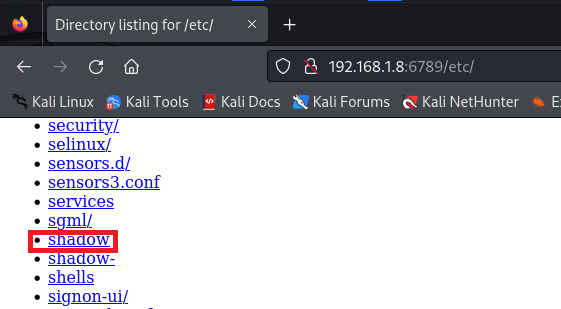 Directory listing for /etc/
192.168.1.8:6789/etc/
Kali Linux Kali Tools Kali Docs Kali Forums Kali NetHunter
security/
selinux/
sensors.d/
sensors3.conf
services
sgml/
shadow
shadow-
shells
signon-ui/